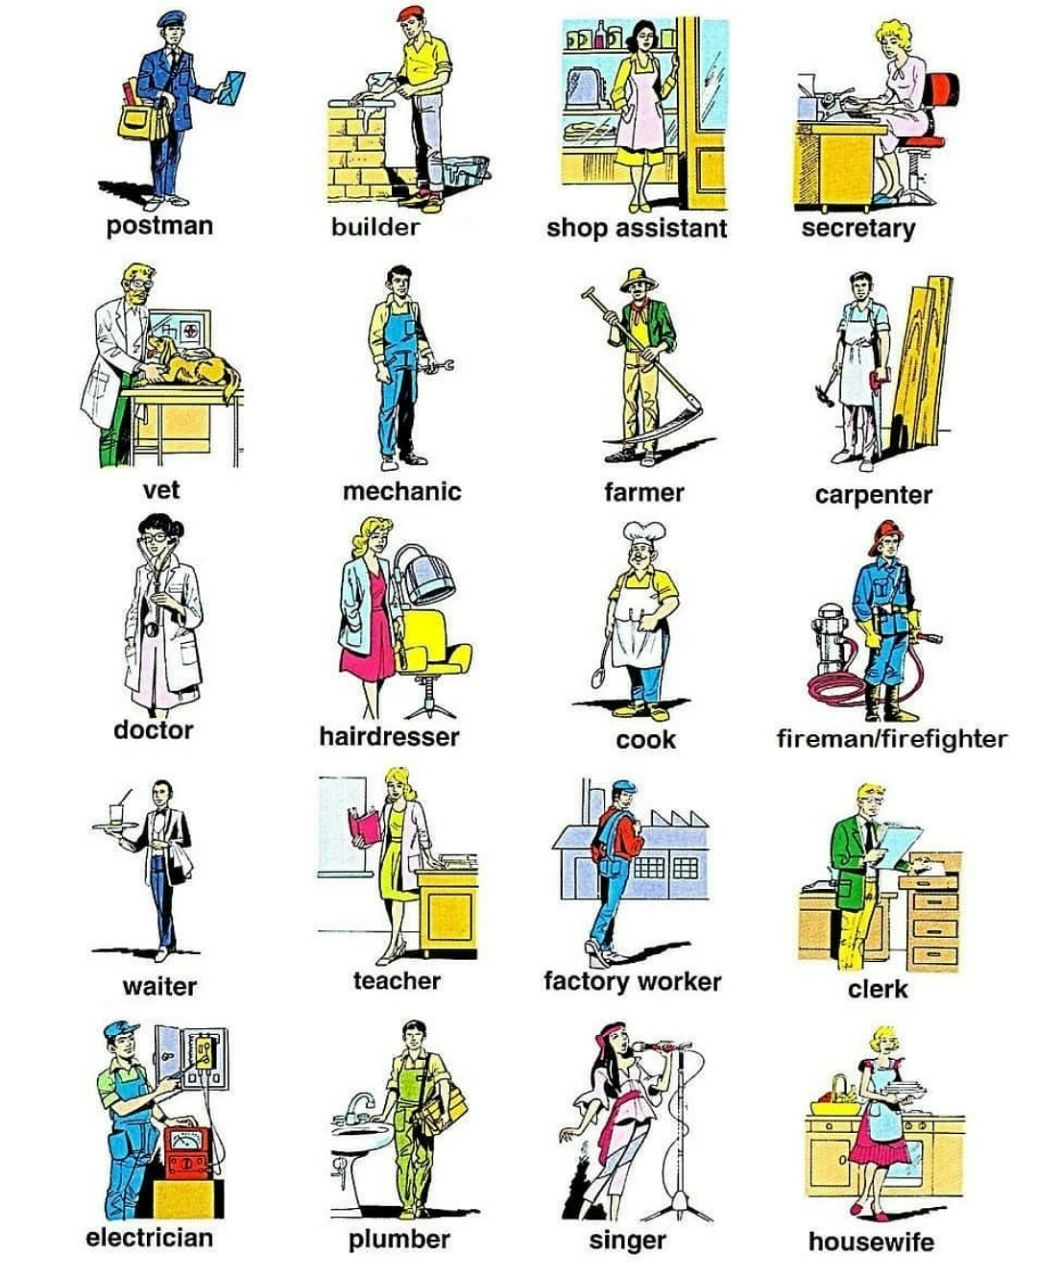 postman
builder
shop assistant
secretary
vet
mechanic
farmer
carpenter
doctor
hairdresser
cook
fireman/firefighter
waiter
teacher
factory worker
clerk
electrician
plumber
singer
housewife